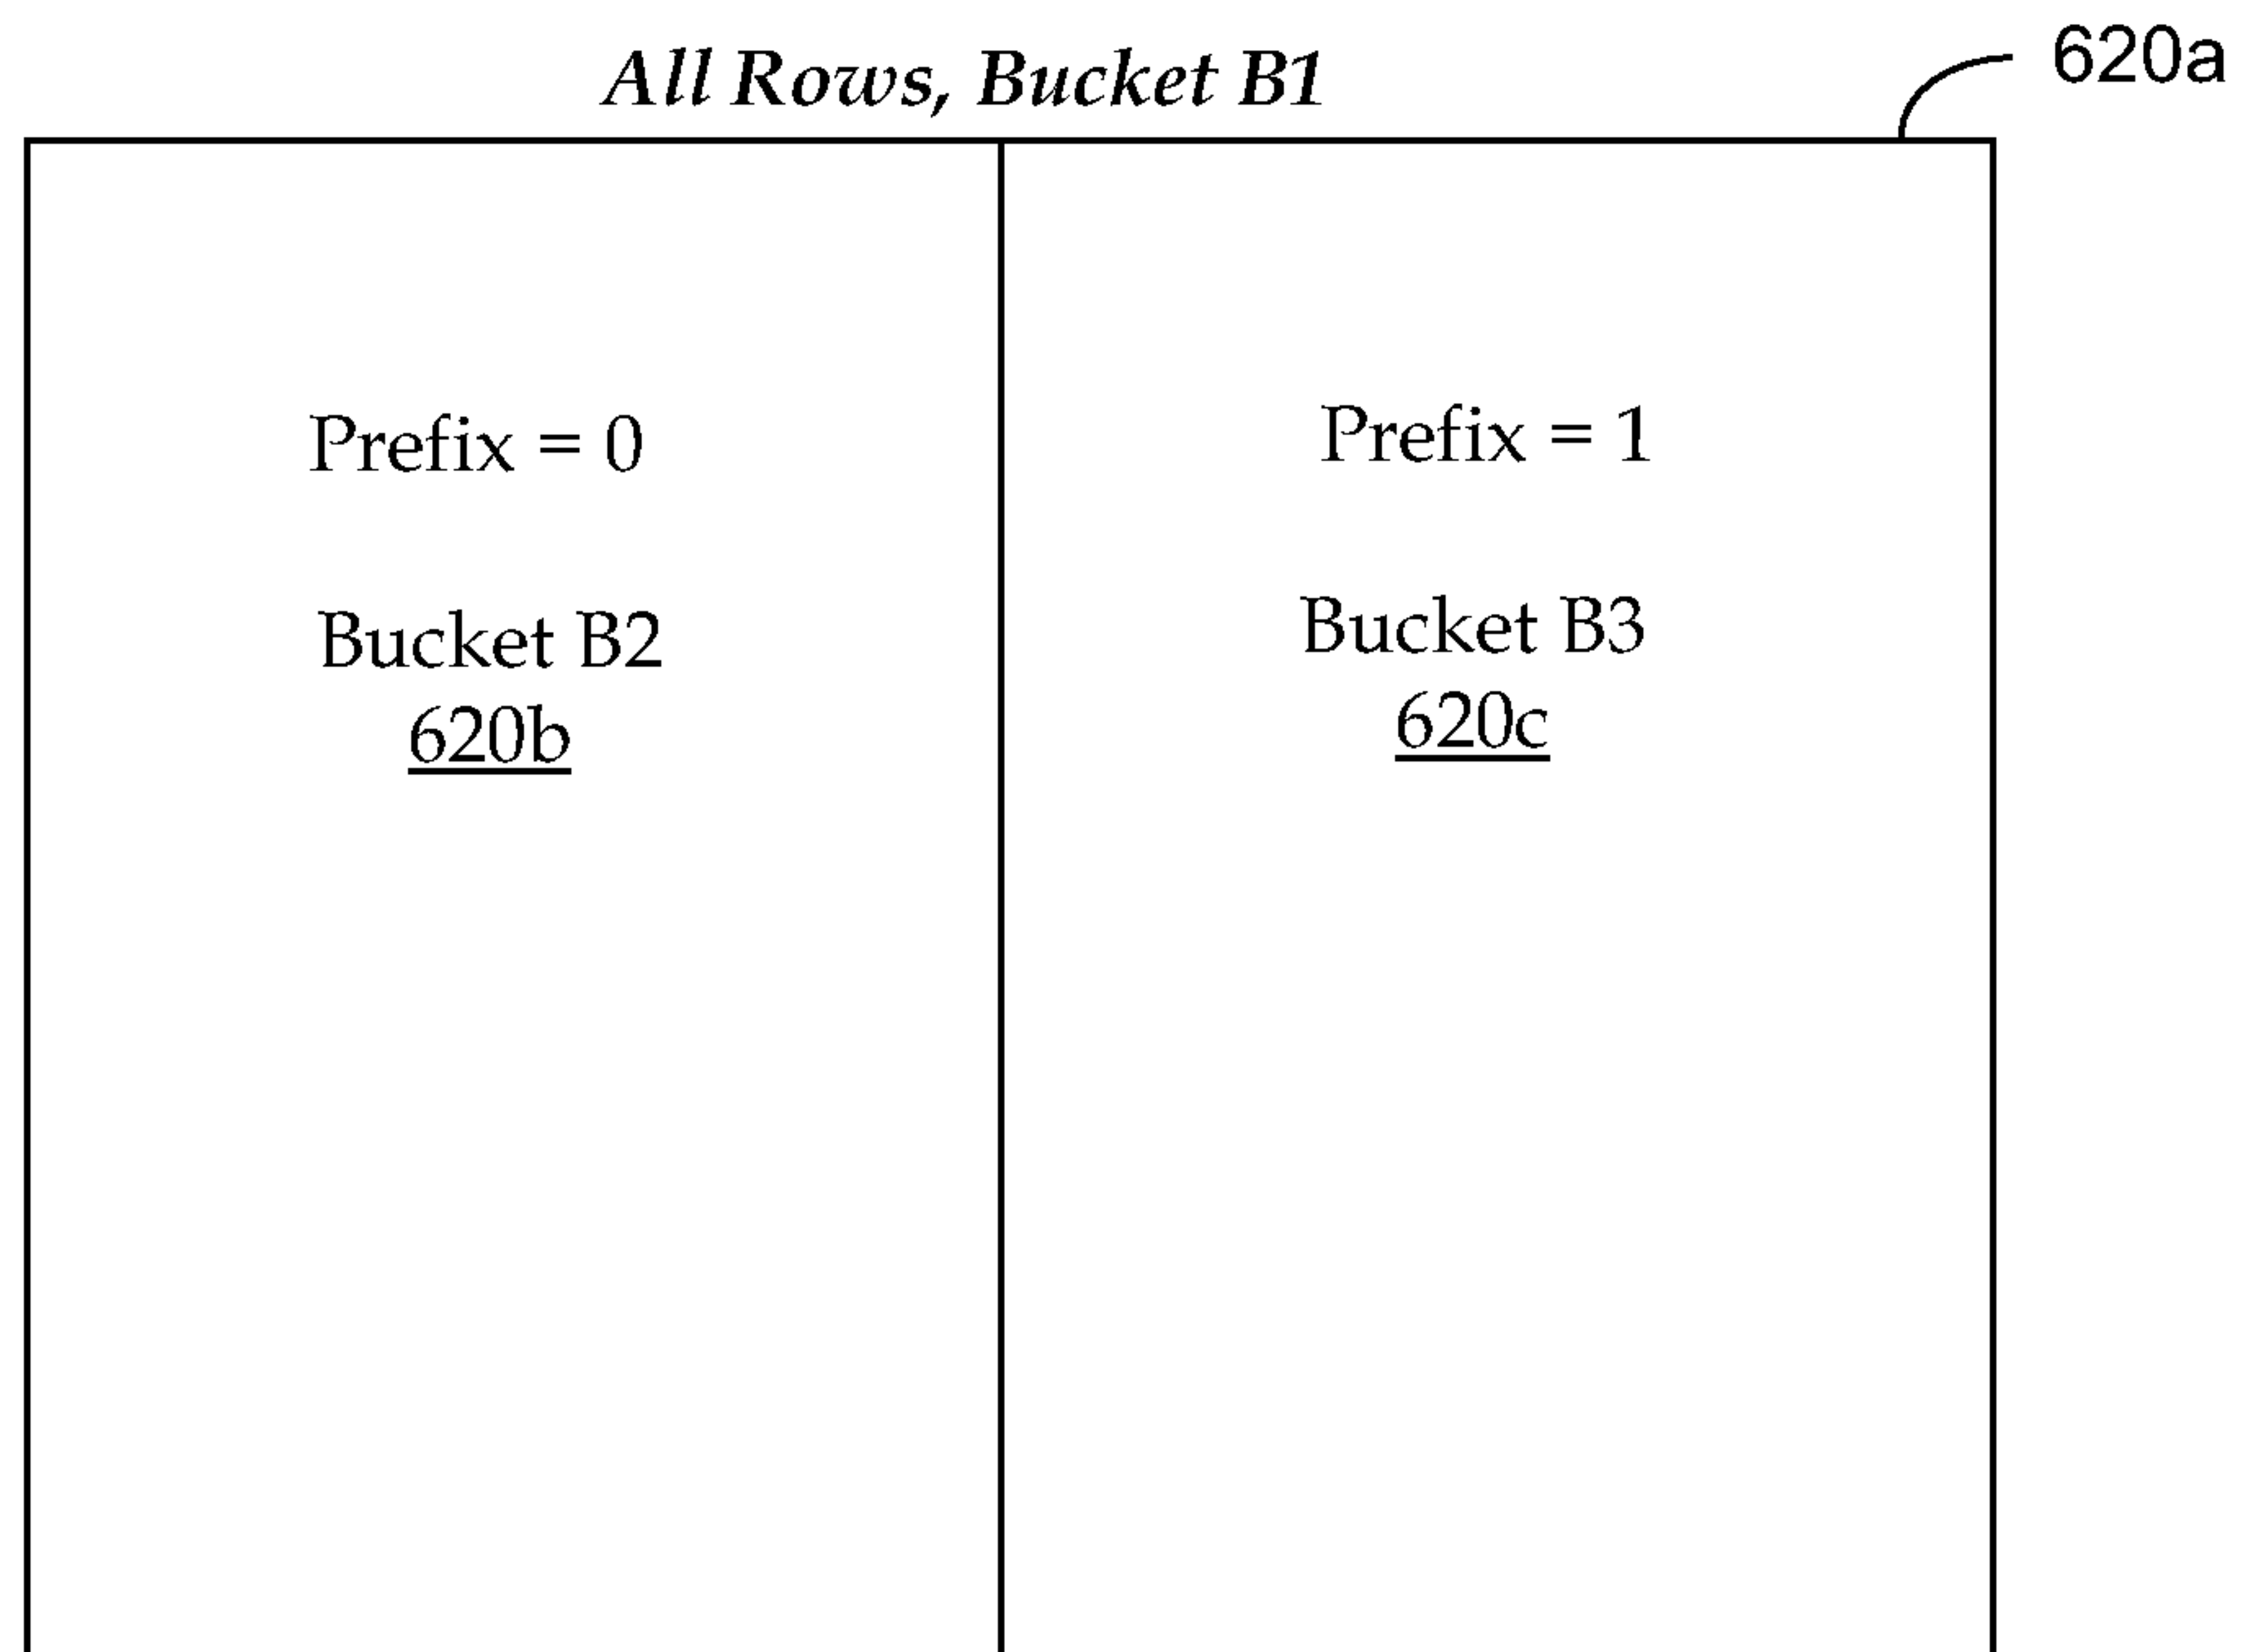 All Rows, Bucket B1
620a
Prefix = 0
Bucket B2
620b
Prefix = 1
Bucket B3
620c